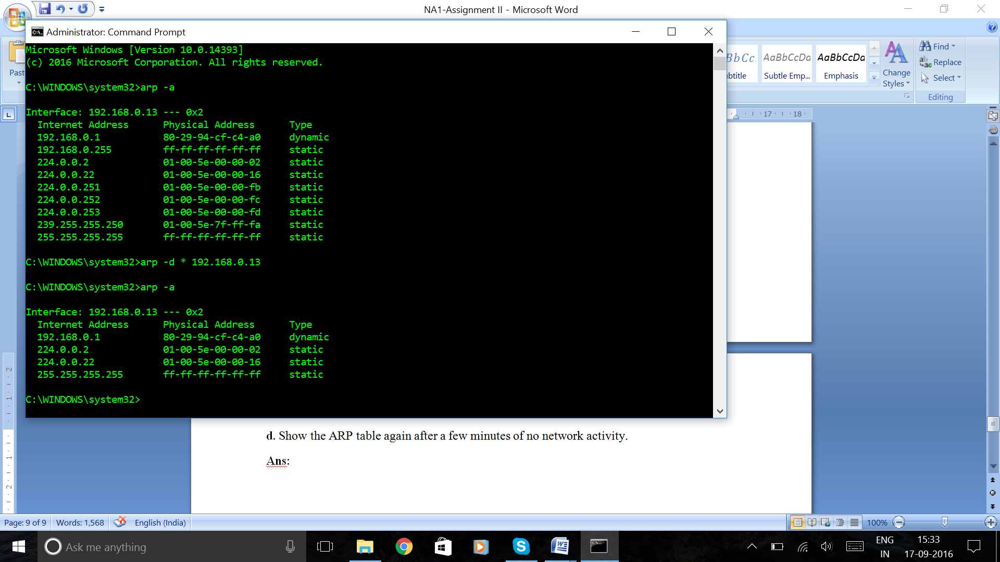 NA1-Assignment II - Microsoft Word
Administrator: Command Prompt
Microsoft Windows [Version 10.0.14393]
(c) 2016 Microsoft Corporation. All rights reserved.
C:\WINDOWS\system32>arp -a
Interface: 192.168.0.13 --- 0x2
Internet Address Physical Address Type
192.168.0.1 80-29-94-cf-c4-a0 dynamic
192.168.0.255 ff-ff-ff-ff-ff-ff static
224.0.0.2 01-00-5e-00-00-02 static
224.0.0.22 01-00-5e-00-00-16 static
224.0.0.251 01-00-5e-00-00-fb static
224.0.0.252 01-00-5e-00-00-fc static
224.0.0.253 01-00-5e-00-00-fd static
239.255.255.250 01-00-5e-7f-ff-fa static
255.255.255.255 ff-ff-ff-ff-ff-ff static
C:\WINDOWS\system32>arp -d * 192.168.0.13
C:\WINDOWS\system32>arp -a
Interface: 192.168.0.13 --- 0x2
Internet Address Physical Address Type
192.168.0.1 80-29-94-cf-c4-a0 dynamic
224.0.0.2 01-00-5e-00-00-02 static
224.0.0.22 01-00-5e-00-00-16 static
255.255.255.255 ff-ff-ff-ff-ff-ff static
C:\WINDOWS\system32>
Past
BbCc. AaBbCcDd AaBbCcDd
btitle Subtle Emp... Emphasis
Change
Styles
Find
Replace
Select
Editing
17 18
2
1
1
2
d. Show the ARP table again after a few minutes of no network activity.
Ans:
Page: 9 of 9 Words: 1,568 English (India) 100%
Ask me anything
ENG
IN
15:33
17-09-2016